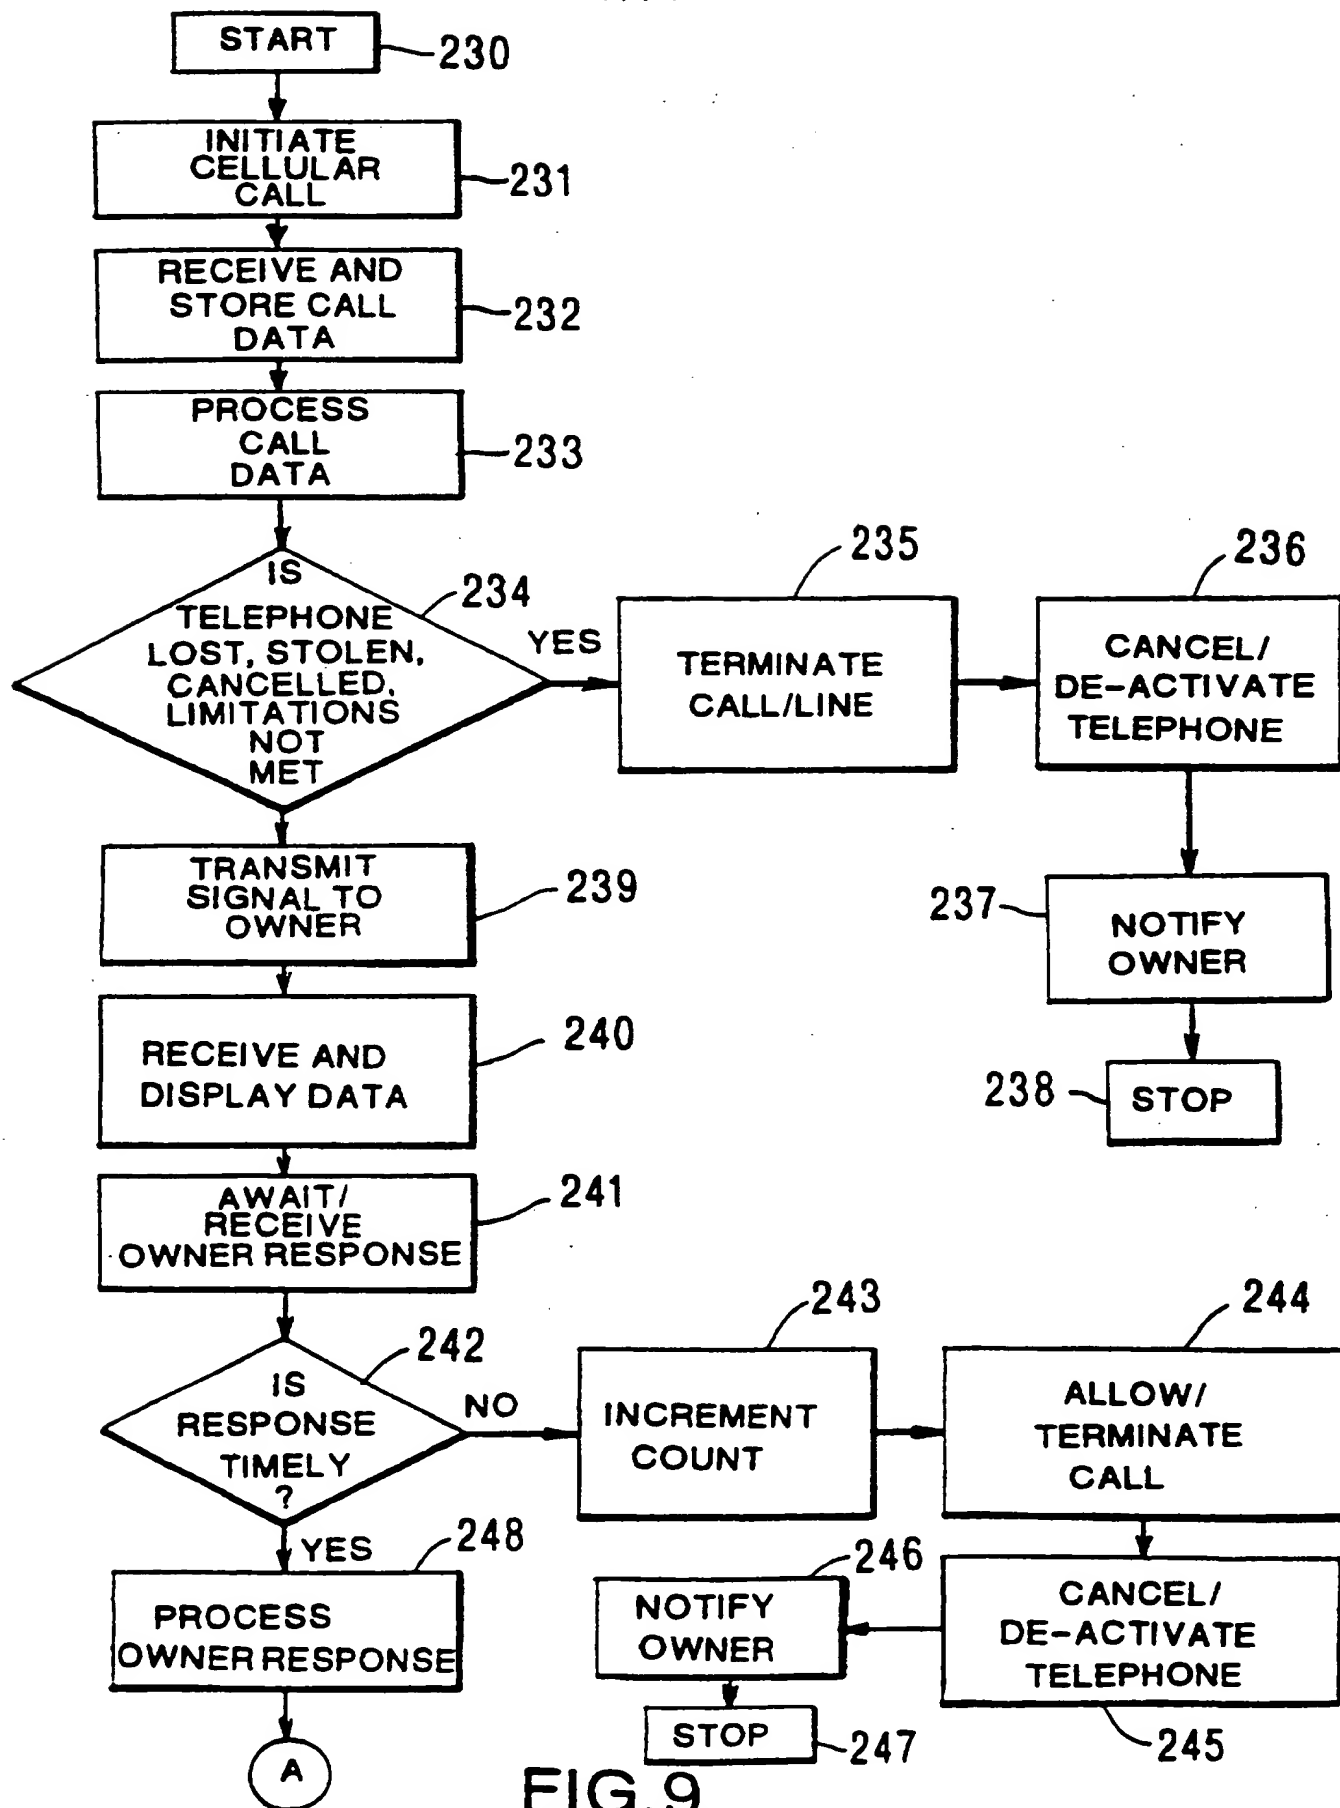 START
230
INITIATE
CELLULAR
CALL
231
RECEIVE AND
STORE CALL
DATA
232
PROCESS
CALL
DATA
233
IS
TELEPHONE
LOST, STOLEN,
CANCELLED,
LIMITATIONS
NOT
MET
234
YES
TERMINATE
CALL/LINE
235
CANCEL/
DE-ACTIVATE
TELEPHONE
236
NOTIFY
OWNER
237
STOP
238
TRANSMIT
SIGNAL TO
OWNER
239
RECEIVE AND
DISPLAY DATA
240
AWAIT/
RECEIVE
OWNER RESPONSE
241
IS
RESPONSE
TIMELY
?
242
NO
INCREMENT
COUNT
243
ALLOW/
TERMINATE
CALL
244
CANCEL/
DE-ACTIVATE
TELEPHONE
245
NOTIFY
OWNER
246
STOP
247
YES
PROCESS
OWNER RESPONSE
248
A
FIG.9